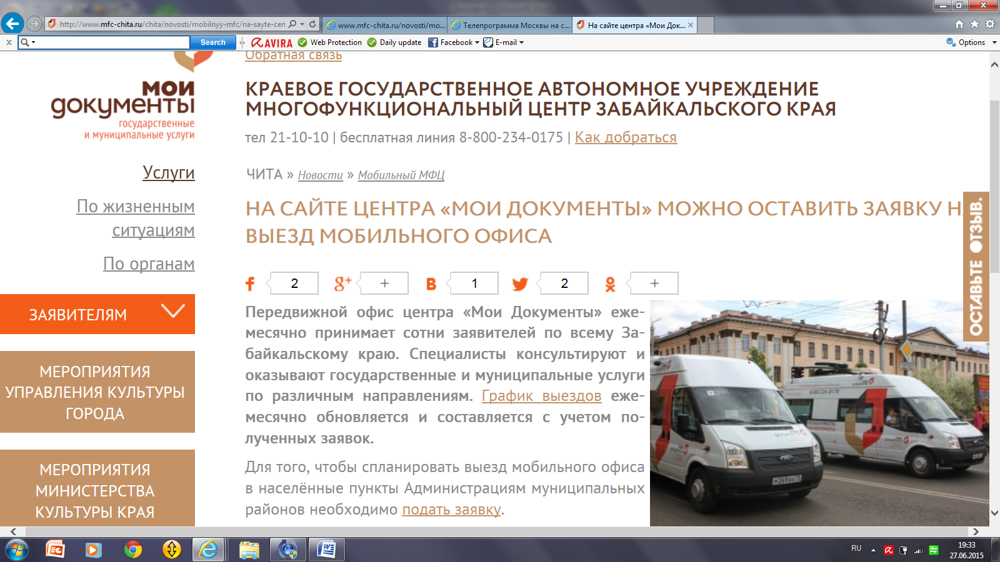 http://www.mfc-chita.ru/chita/novosti/mobilnyy-mfc/na-sayte-cen
www.mfc-chita.ru/novosti/mo...
Телепрограмма Москвы на с...
На сайте центра «Мои Док...
Search
AVIRA
Web Protection
Daily update
Facebook
E-mail
Options
Обратная связь
мои
документы
государственные
и муниципальные услуги
КРАЕВОЕ ГОСУДАРСТВЕННОЕ АВТОНОМНОЕ УЧРЕЖДЕНИЕ
МНОГОФУНКЦИОНАЛЬНЫЙ ЦЕНТР ЗАБАЙКАЛЬСКОГО КРАЯ
тел 21-10-10 | бесплатная линия 8-800-234-0175 | Как добраться
Услуги
По жизненным
ситуациям
По органам
ЗАЯВИТЕЛЯМ
МЕРОПРИЯТИЯ
УПРАВЛЕНИЯ КУЛЬТУРЫ
ГОРОДА
МЕРОПРИЯТИЯ
МИНИСТЕРСТВА
КУЛЬТУРЫ КРАЯ
ЧИТА » Новости » Мобильный МФЦ
НА САЙТЕ ЦЕНТРА «МОИ ДОКУМЕНТЫ» МОЖНО ОСТАВИТЬ ЗАЯВКУ НА
ВЫЕЗД МОБИЛЬНОГО ОФИСА
2 + 1 2 +
Передвижной офис центра «Мои Документы» еже-
месячно принимает сотни заявителей по всему За-
байкальскому краю. Специалисты консультируют и
оказывают государственные и муниципальные услуги
по различным направлениям. График выездов еже-
месячно обновляется и составляется с учетом по-
лученных заявок.
Для того, чтобы спланировать выезд мобильного офиса
в населённые пункты Администрациям муниципальных
районов необходимо подать заявку.
ОСТАВЬТЕ ОТЗЫВ.
RU
19:33
27.06.2015